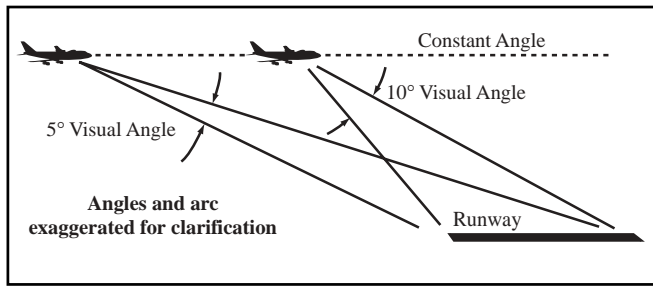 Constant Angle
10° Visual Angle
5° Visual Angle
Angles and arc
exaggerated for clarification
Runway